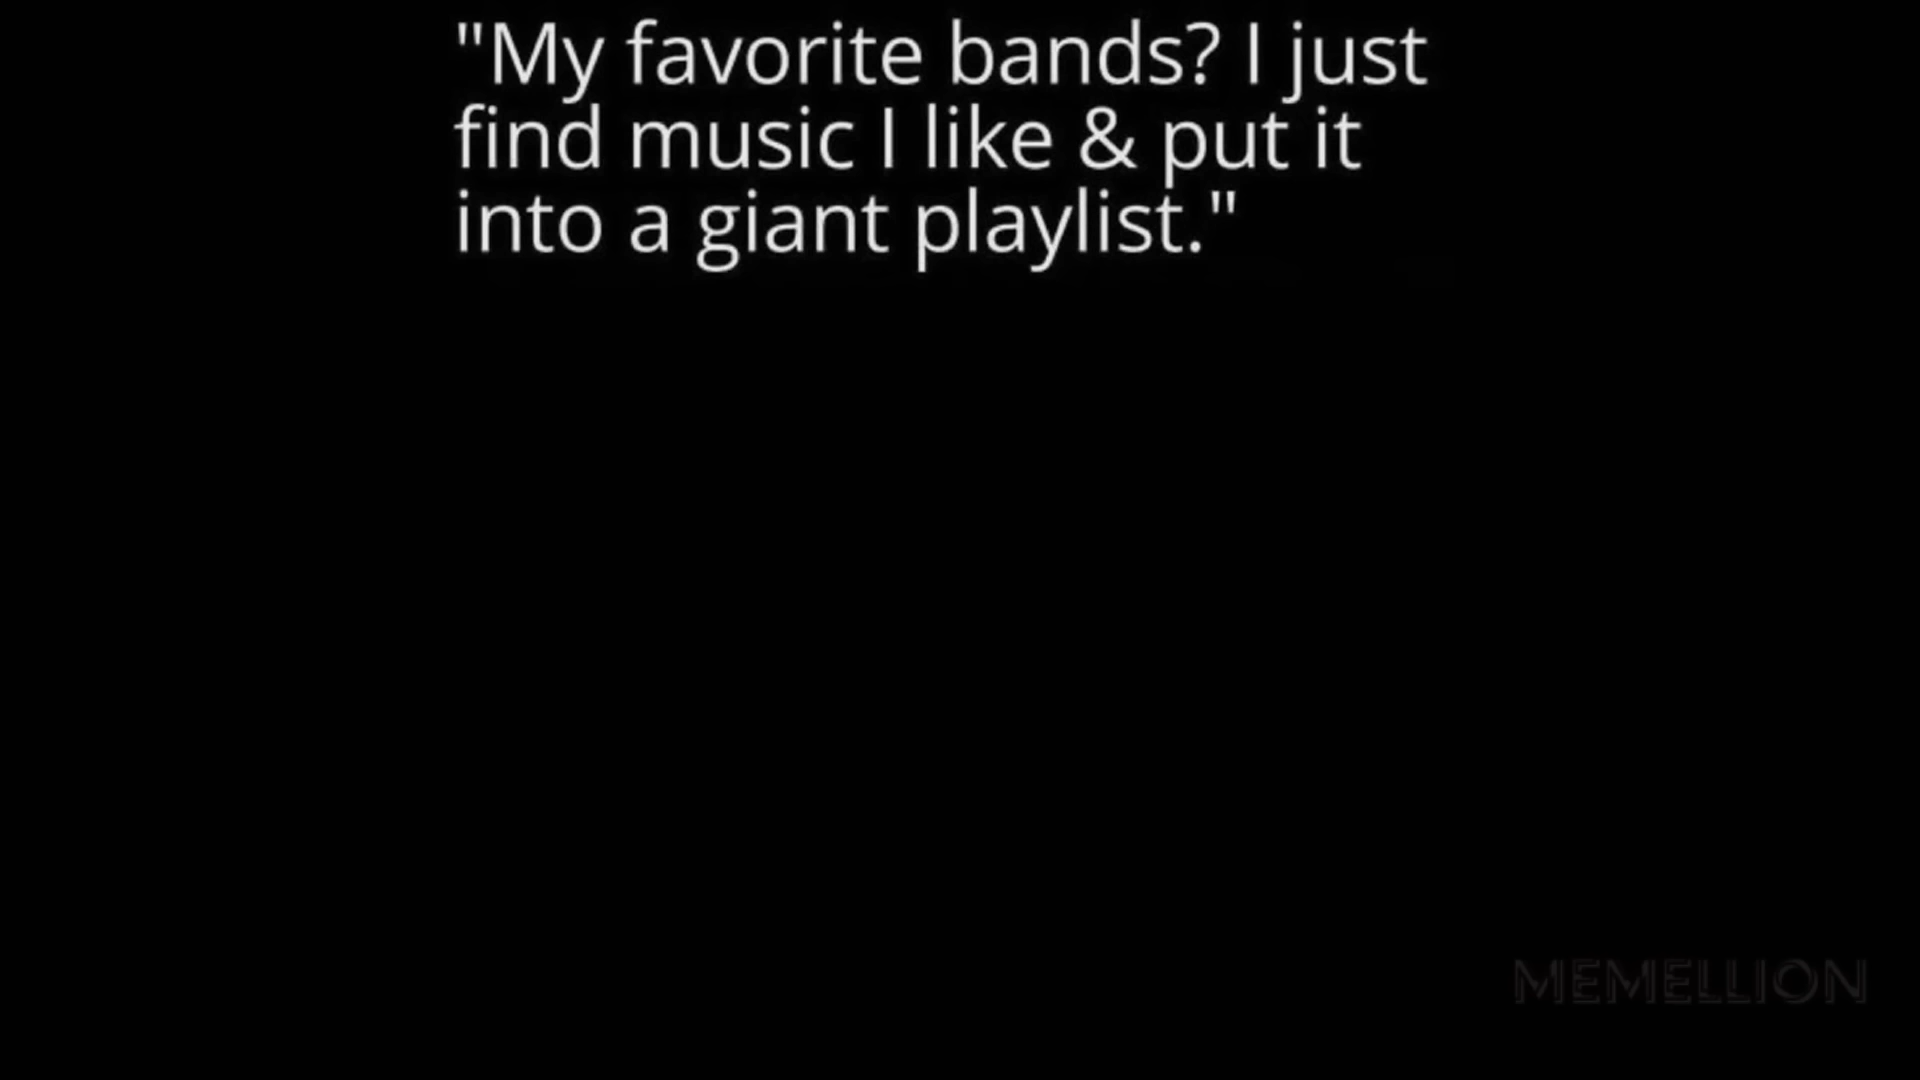 "My favorite bands? I just
find music I like & put it
into a giant playlist."
MEMELLION